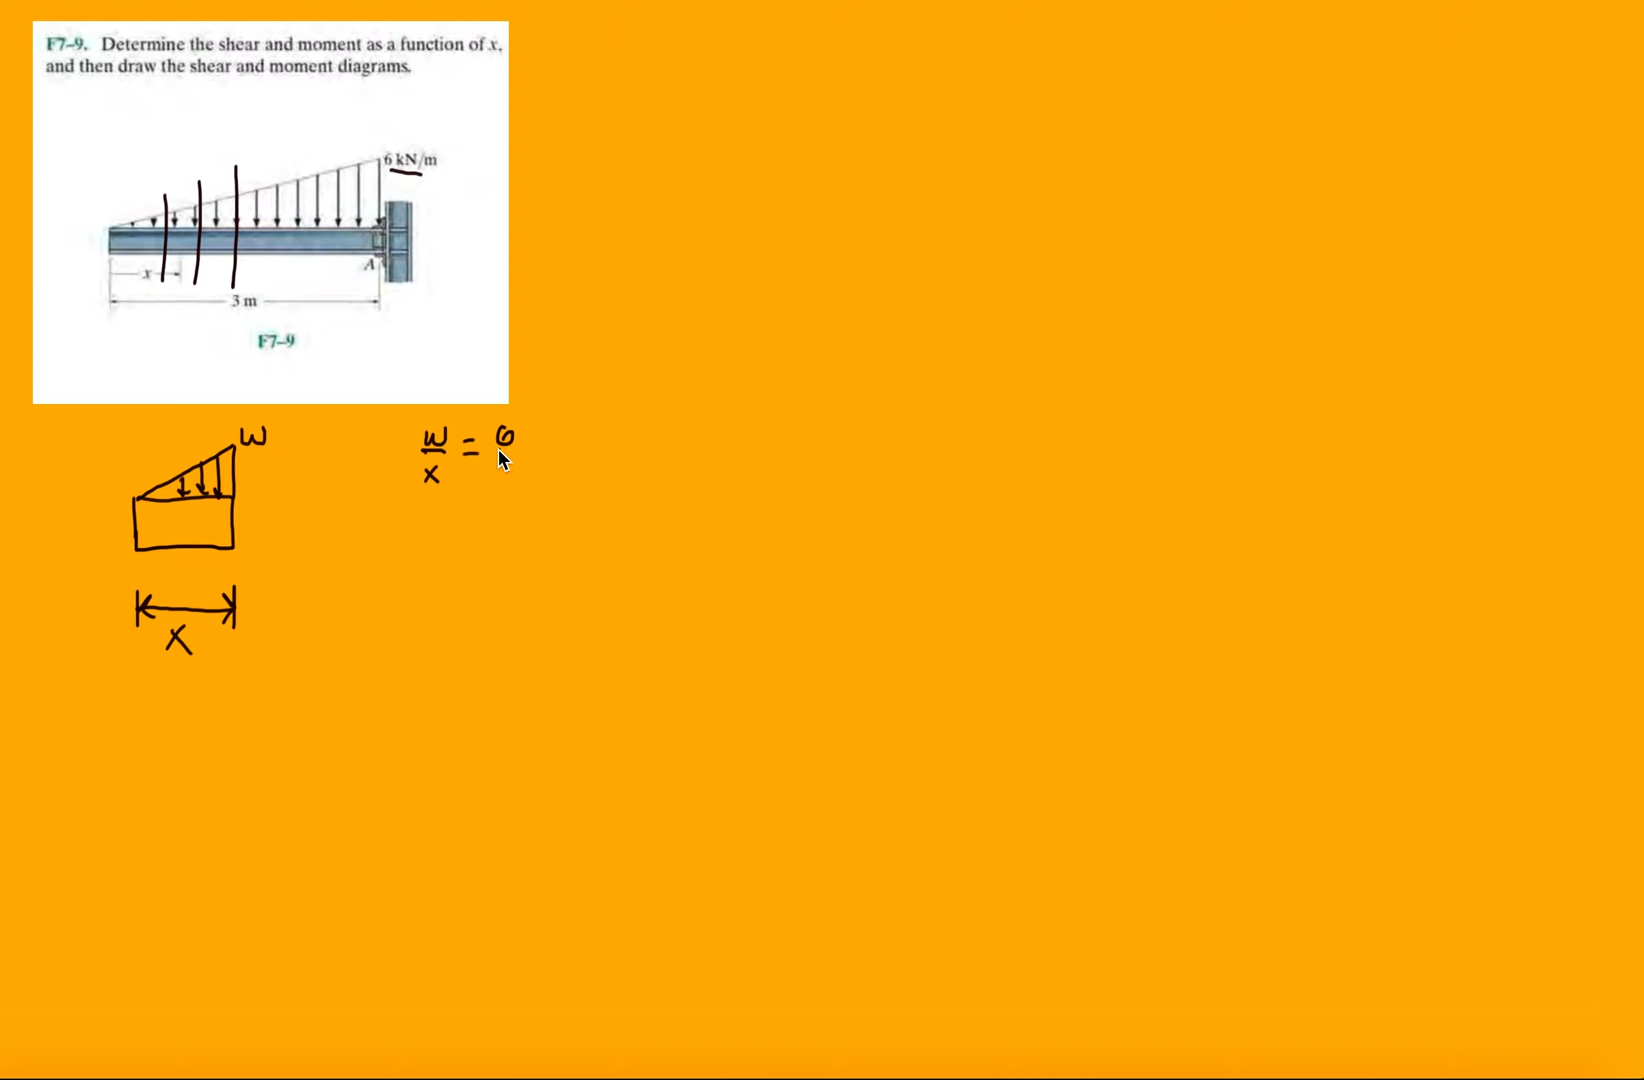 F7–9. Determine the shear and moment as a function of x,
and then draw the shear and moment diagrams.
6 kN/m
x
A
3 m
F7–9
w
w/x = 6
x